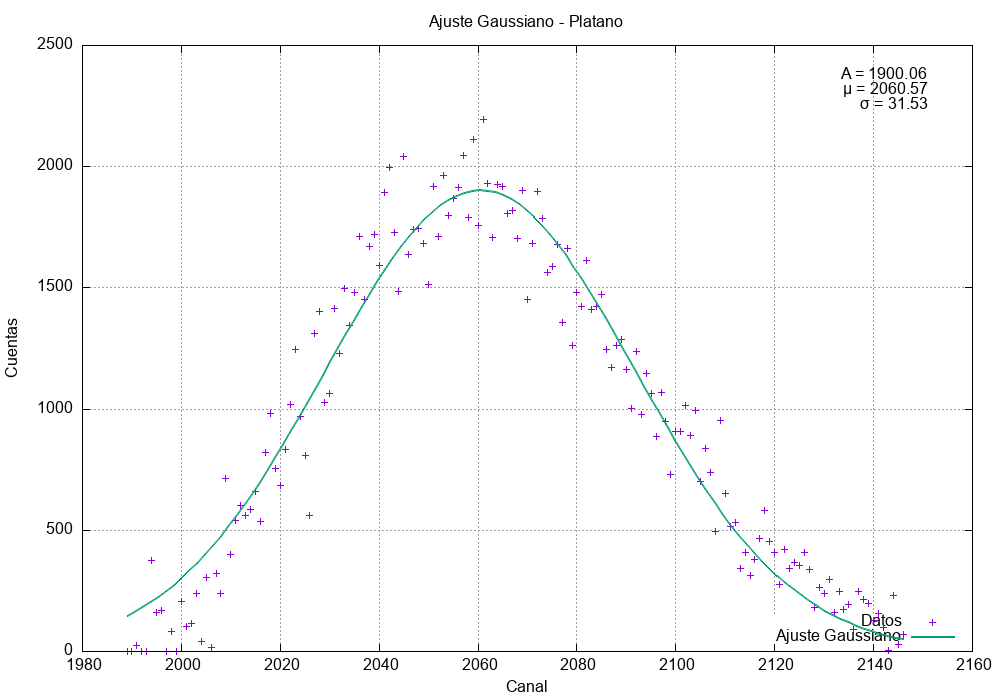 Ajuste Gaussiano - Platano
A = 1900.06
μ = 2060.57
σ = 31.53
2500
2000
1500
1000
500
0
Cuentas
Datos
Ajuste Gaussiano
1980 2000 2020 2040 2060 2080 2100 2120 2140 2160
Canal